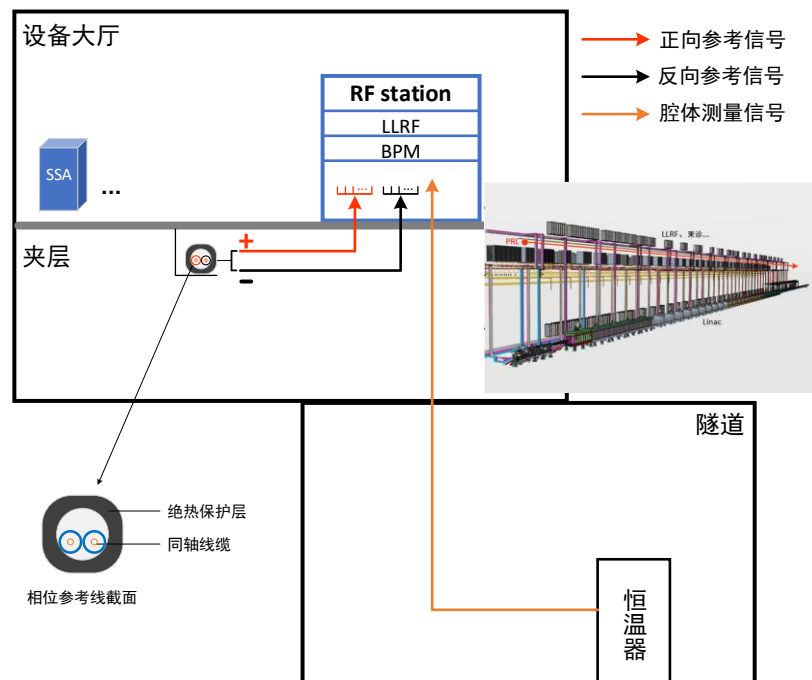 设备大厅
正向参考信号
反向参考信号
腔体测量信号
RF station
LLRF
BPM
SSA
...
...
...
夹层
+
-
PRL
LLRF、束诊...
Linac
隧道
绝热保护层
同轴线缆
相位参考线截面
恒温器